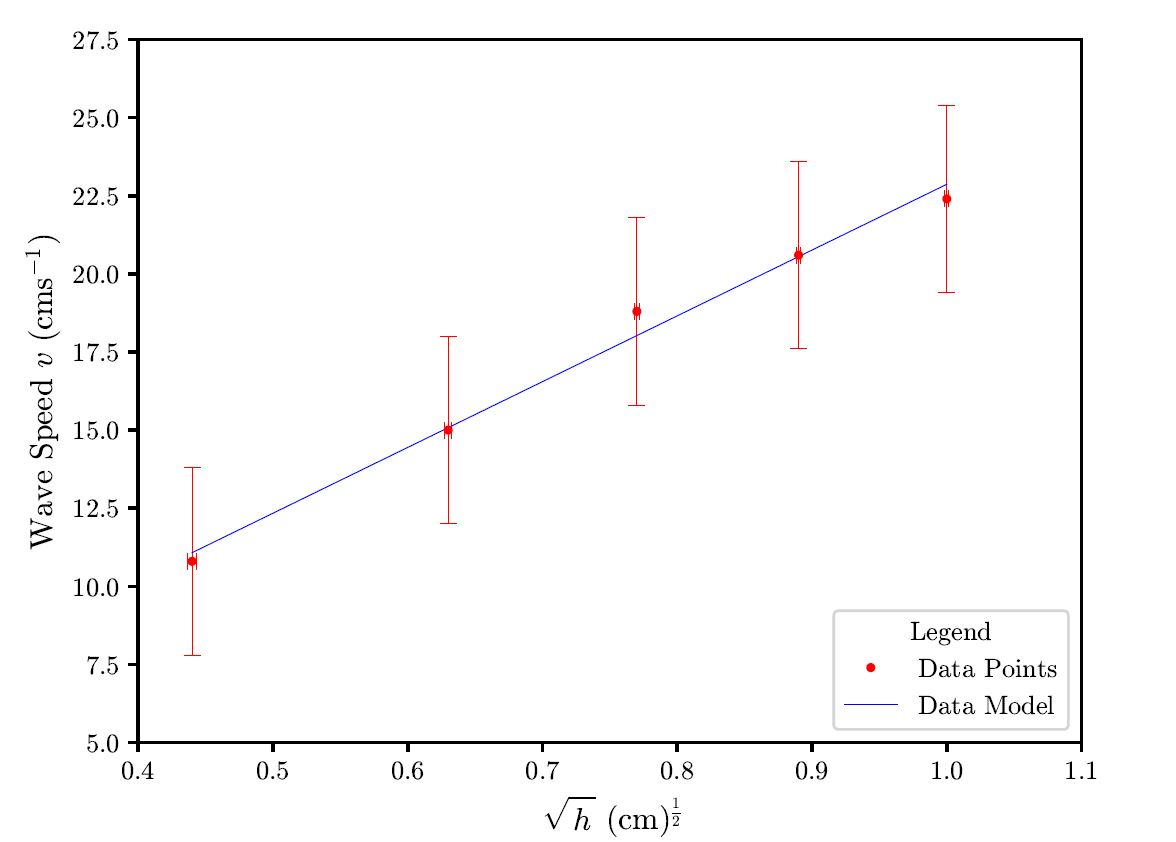 27.5
25.0
22.5
20.0
17.5
15.0
12.5
10.0
7.5
5.0
Wave Speed v (cms⁻¹)
Legend
Data Points
Data Model
0.4 0.5 0.6 0.7 0.8 0.9 1.0 1.1
√h (cm)^½